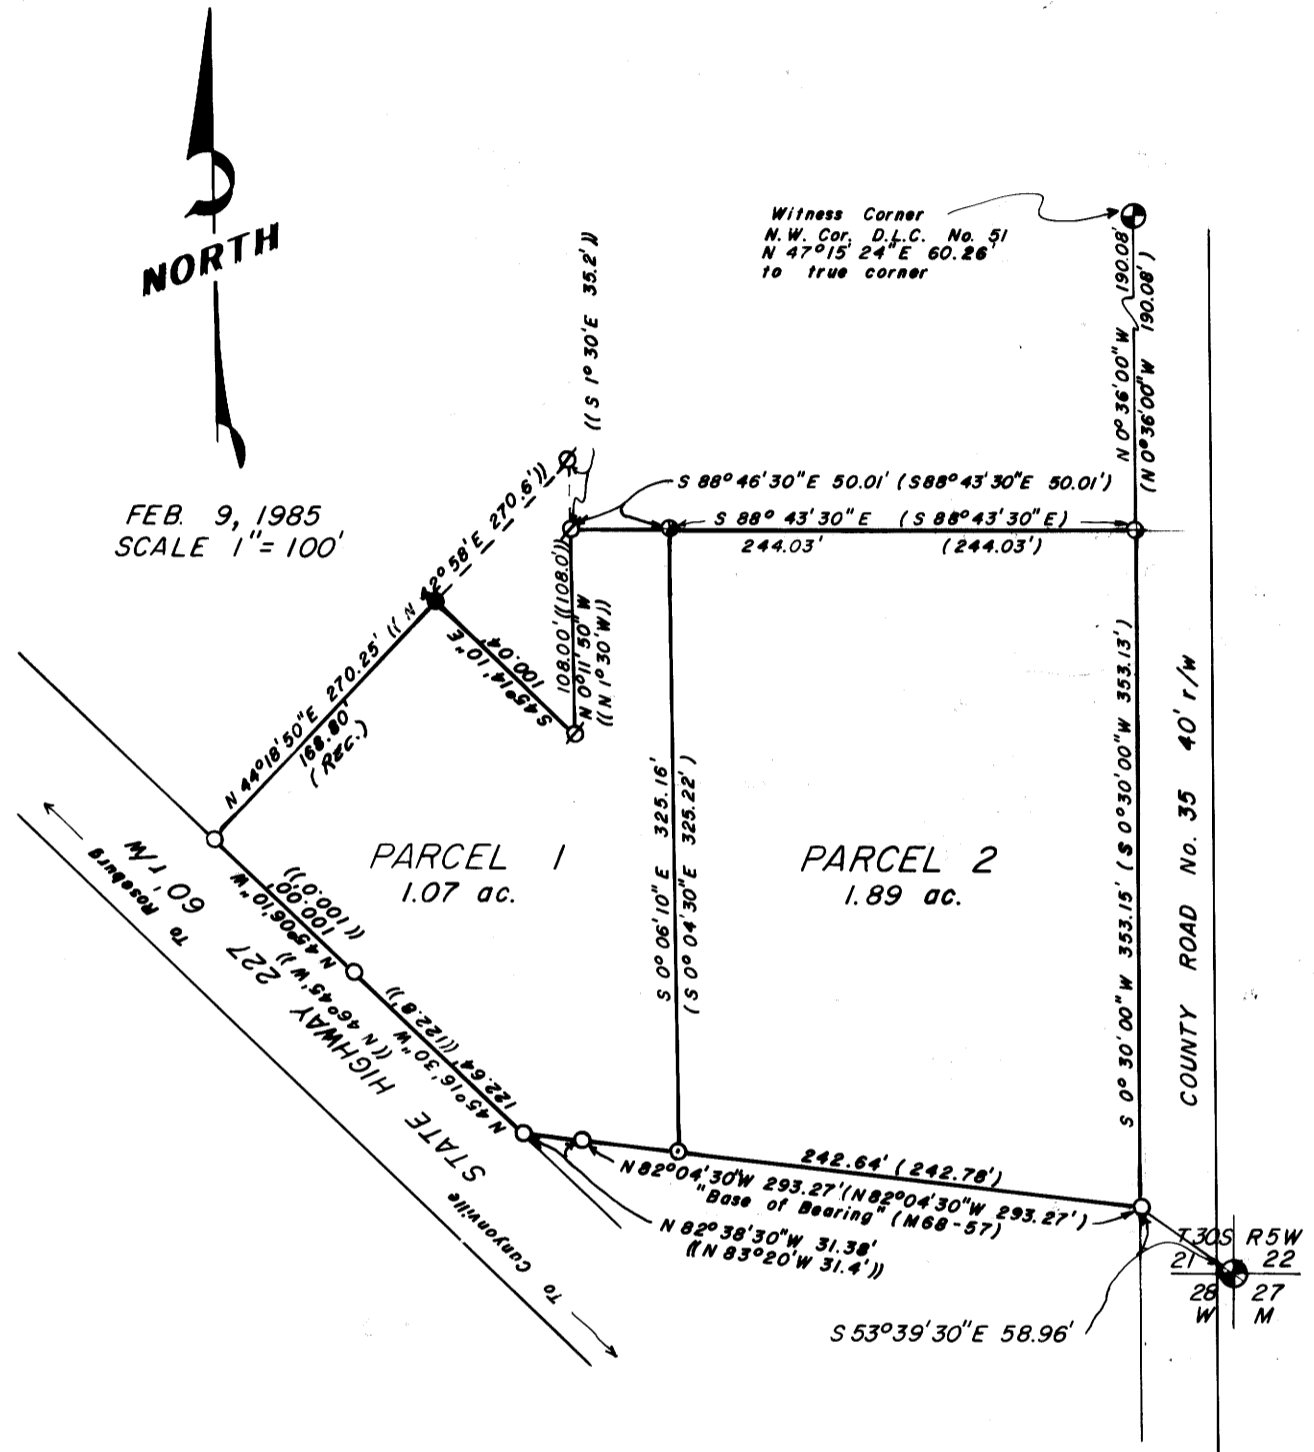 NORTH
FEB. 9, 1985
SCALE 1"= 100'
Witness Corner
N.W. Cor. D.L.C. No. 51
N 47°15'24"E 60.26'
to true corner
((S 1°30'E 35.2'))
N 0°36'00"W 190.08'
(N 0°36'00"W 190.08')
S 88°46'30"E 50.01' (S88°43'30"E 50.01')
S 88° 43'30"E (S 88°43'30"E)
244.03' (244.03')
N 44°18'50"E 270.25' ((N 42°58'E 270.6'))
168.80'
(REC.)
S45°14'10"E
100.04'
108.00' ((108.0'))
N 0°11'50"W
((N 1°30'W))
PARCEL 1
1.07 ac.
S 0°06'10"E 325.16'
(S 0°04'30"E 325.22')
PARCEL 2
1.89 ac.
S 0°30'00"W 353.15' (S 0°30'00"W 353.13')
COUNTY ROAD No. 35 40' r/w
N 45°06'10"W
100.00'
((100.0'))
((N 46°45'W))
N45°16'30"W
122.64' ((122.8'))
To Roseburg
60' r/w
STATE HIGHWAY 227
To Canyonville
242.64' (242.78')
N82°04'30"W 293.27' (N82°04'30"W 293.27')
"Base of Bearing" (M68-57)
N 82°38'30"W 31.38'
((N 83°20'W 31.4'))
S 53°39'30"E 58.96'
T.30S R5W
21 22
28 27
W M